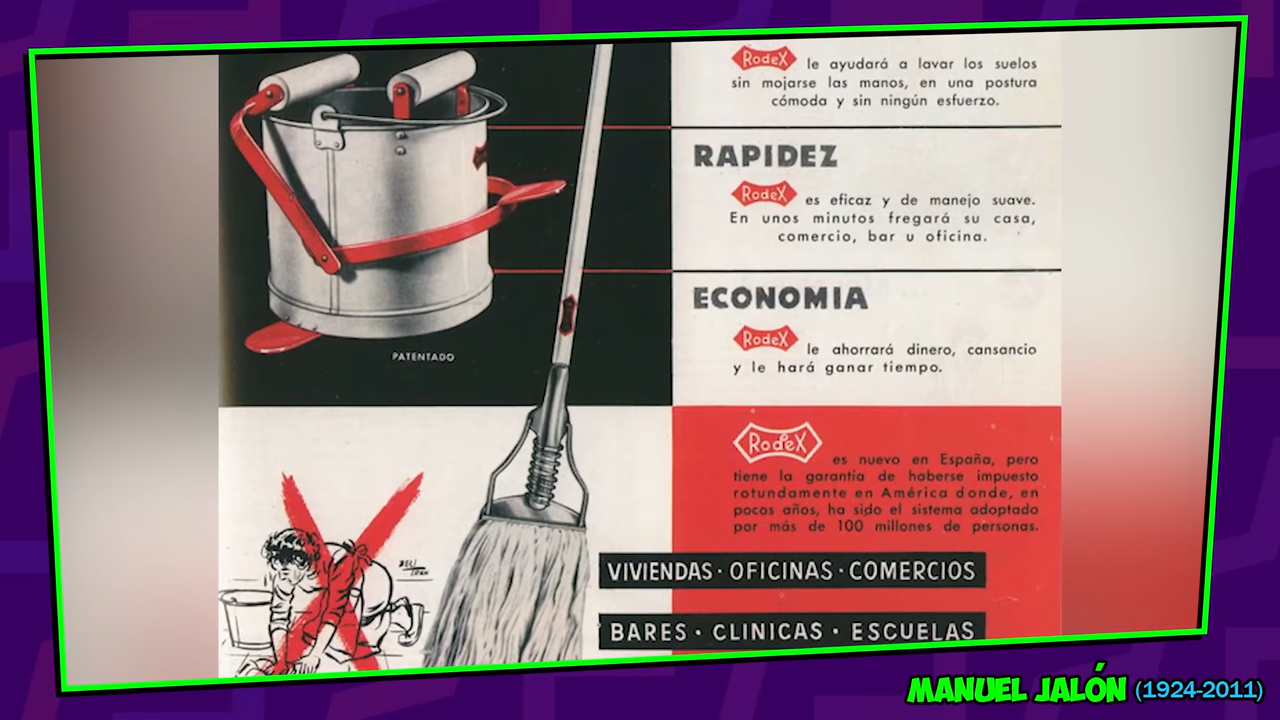 RodeX le ayudará a lavar los suelos
sin mojarse las manos, en una postura
cómoda y sin ningún esfuerzo.
RAPIDEZ
RodeX es eficaz y de manejo suave.
En unos minutos fregará su casa,
comercio, bar u oficina.
ECONOMIA
RodeX le ahorrará dinero, cansancio
y le hará ganar tiempo.
PATENTADO
RodeX es nuevo en España, pero
tiene la garantía de haberse impuesto
rotundamente en América donde, en
pocos años, ha sido el sistema adoptado
por más de 100 millones de personas.
VIVIENDAS · OFICINAS · COMERCIOS
BARES · CLINICAS · ESCUELAS
MANUEL JALÓN (1924-2011)